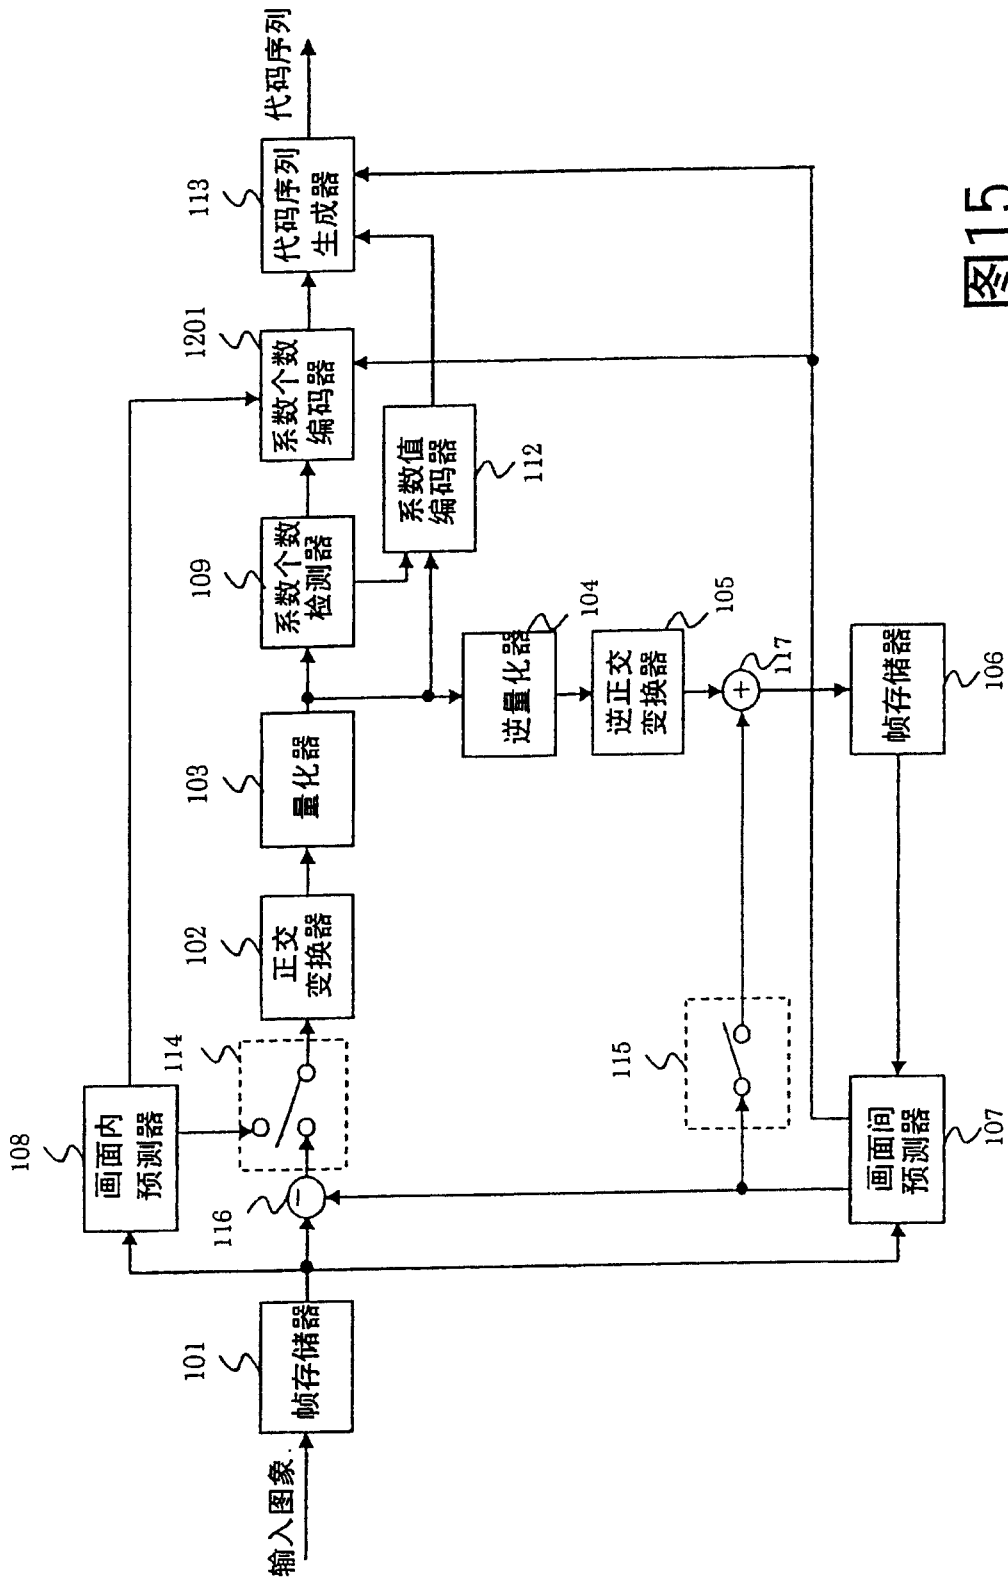 输入图象
101
帧存储器
108
画面内
预测器
116
−
114
102
正交
变换器
103
量化器
109
系数个数
检测器
1201
系数个数
编码器
113
代码序列
生成器
代码序列
系数值
编码器
112
逆量化器
104
逆正交
变换器
105
+
117
115
帧存储器
106
画面间
预测器
107
图15